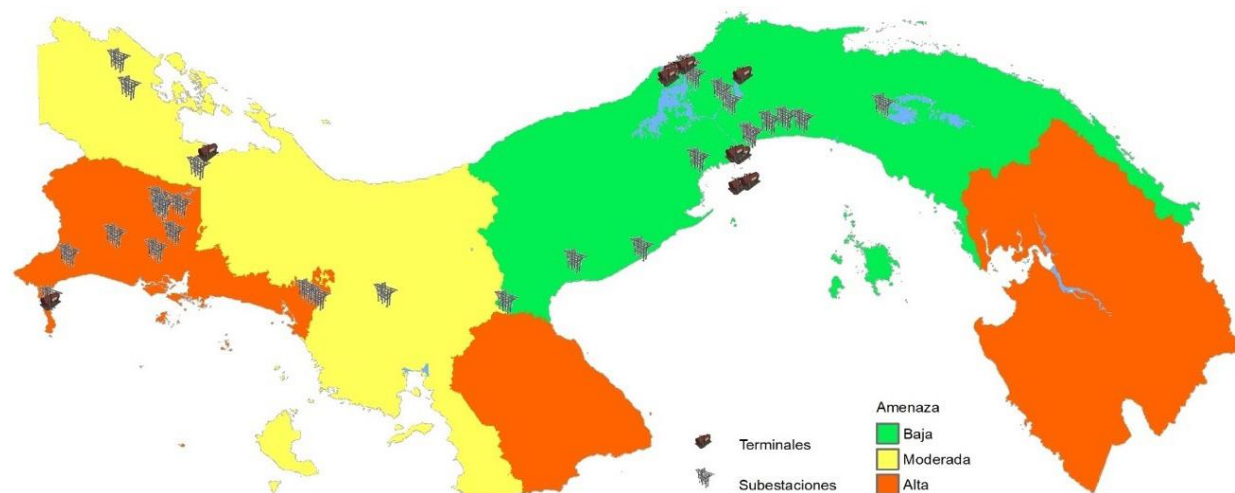 Amenaza
Baja
Moderada
Alta
Terminales
Subestaciones